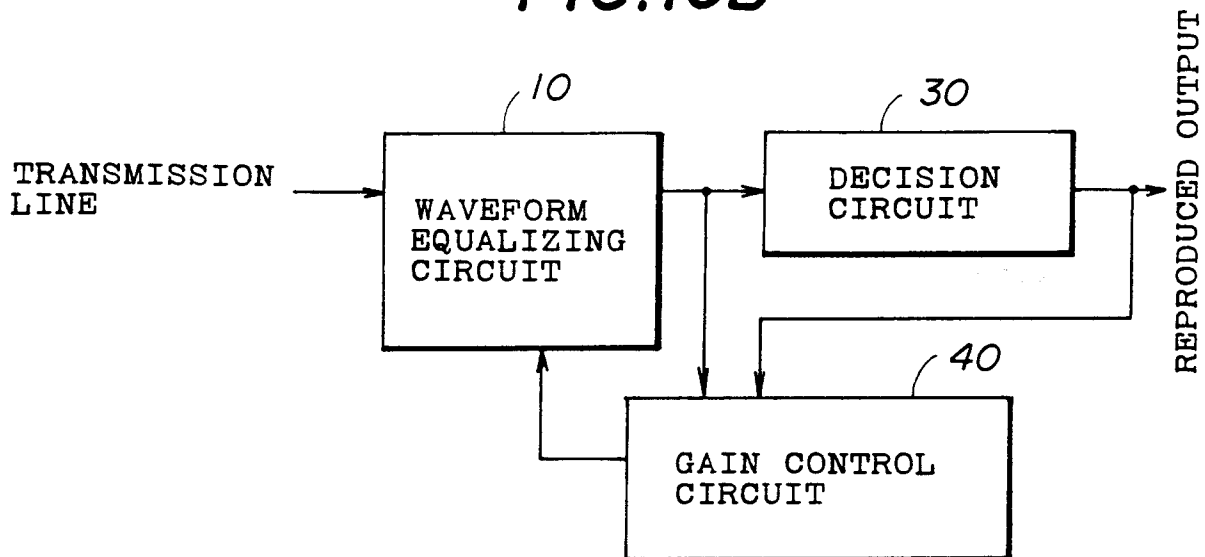 10
30
TRANSMISSION
LINE
WAVEFORM
EQUALIZING
CIRCUIT
DECISION
CIRCUIT
REPRODUCED OUTPUT
40
GAIN CONTROL
CIRCUIT